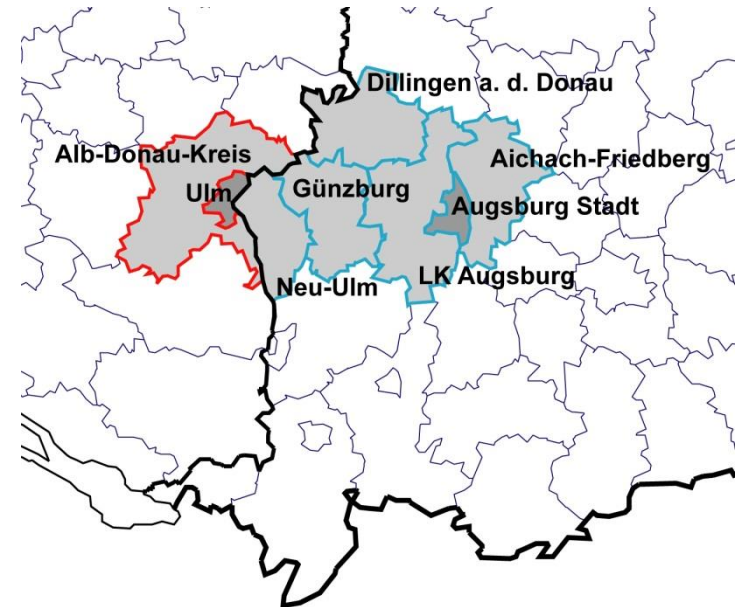 Dillingen a. d. Donau
Alb-Donau-Kreis
Aichach-Friedberg
Ulm
Günzburg
Augsburg Stadt
Neu-Ulm
LK Augsburg